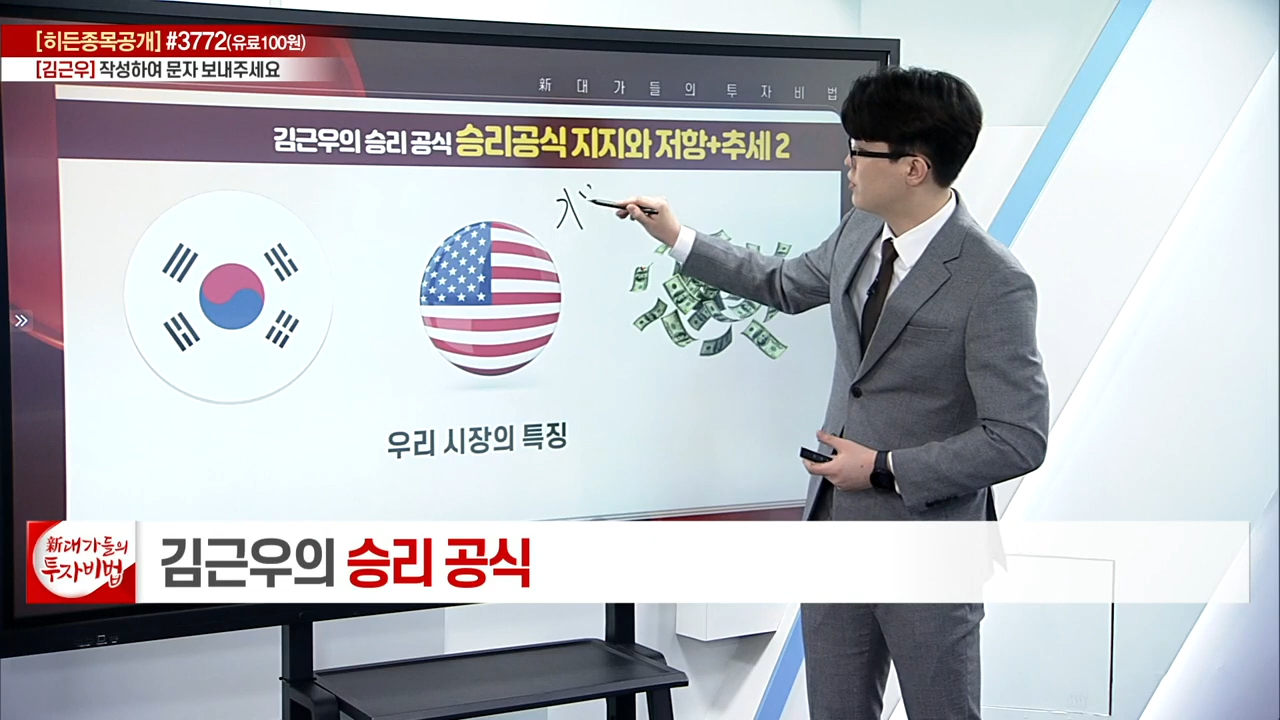 [히든종목공개] #3772(유료100원)
[김근우] 작성하여 문자 보내주세요
新 대 가 들 의 투 자 비 법
김근우의 승리 공식 승리공식 지지와 저항+추세 2
우리 시장의 특징
新대가들의
투자비법
김근우의 승리 공식